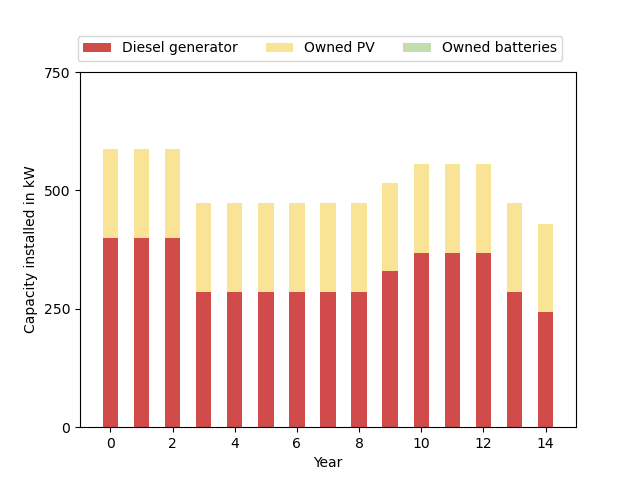 Diesel generator Owned PV Owned batteries
750
500
250
0
Capacity installed in kW
0 2 4 6 8 10 12 14
Year